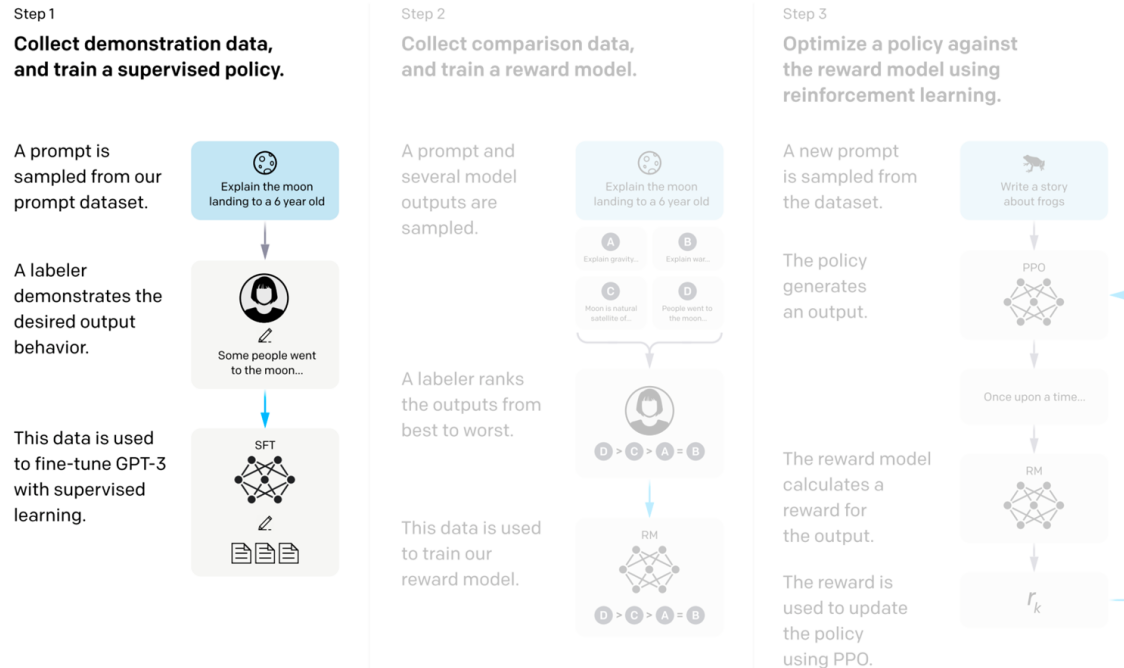 Step 1
Collect demonstration data,
and train a supervised policy.
A prompt is
sampled from our
prompt dataset.
Explain the moon
landing to a 6 year old
A labeler
demonstrates the
desired output
behavior.
Some people went
to the moon...
This data is used
to fine-tune GPT-3
with supervised
learning.
SFT
Step 2
Collect comparison data,
and train a reward model.
A prompt and
several model
outputs are
sampled.
Explain the moon
landing to a 6 year old
A
Explain gravity...
B
Explain war...
C
Moon is natural
satellite of...
D
People went to
the moon...
A labeler ranks
the outputs from
best to worst.
D > C > A = B
This data is used
to train our
reward model.
RM
D > C > A = B
Step 3
Optimize a policy against
the reward model using
reinforcement learning.
A new prompt
is sampled from
the dataset.
Write a story
about frogs
The policy
generates
an output.
PPO
Once upon a time...
The reward model
calculates a
reward for
the output.
RM
The reward is
used to update
the policy
using PPO.
rk